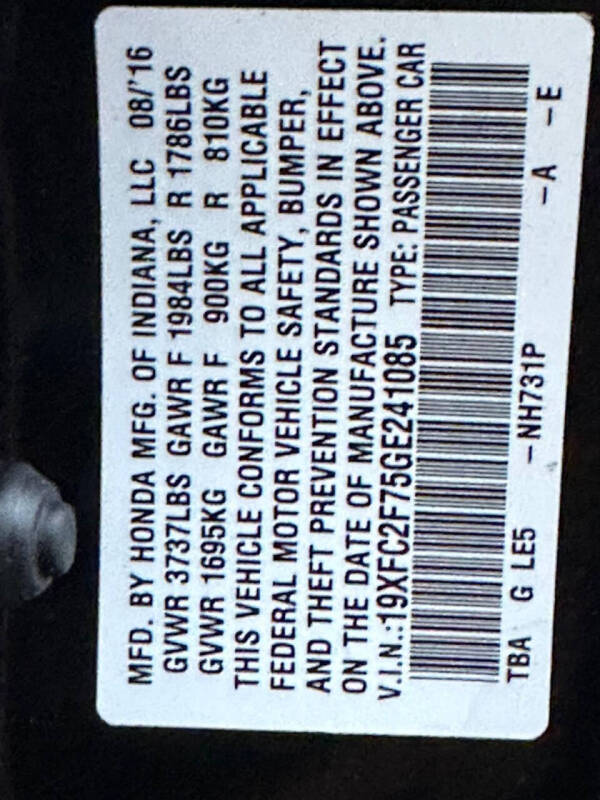 MFD. BY HONDA MFG. OF INDIANA, LLC 08/'16
GVWR 3737LBS GAWR F 1984LBS R 1786LBS
GVWR 1695KG GAWR F 900KG R 810KG
THIS VEHICLE CONFORMS TO ALL APPLICABLE
FEDERAL MOTOR VEHICLE SAFETY, BUMPER,
AND THEFT PREVENTION STANDARDS IN EFFECT
ON THE DATE OF MANUFACTURE SHOWN ABOVE.
V.I.N.:19XFC2F75GE241085 TYPE: PASSENGER CAR
TBA G LE5 -NH731P -A -E